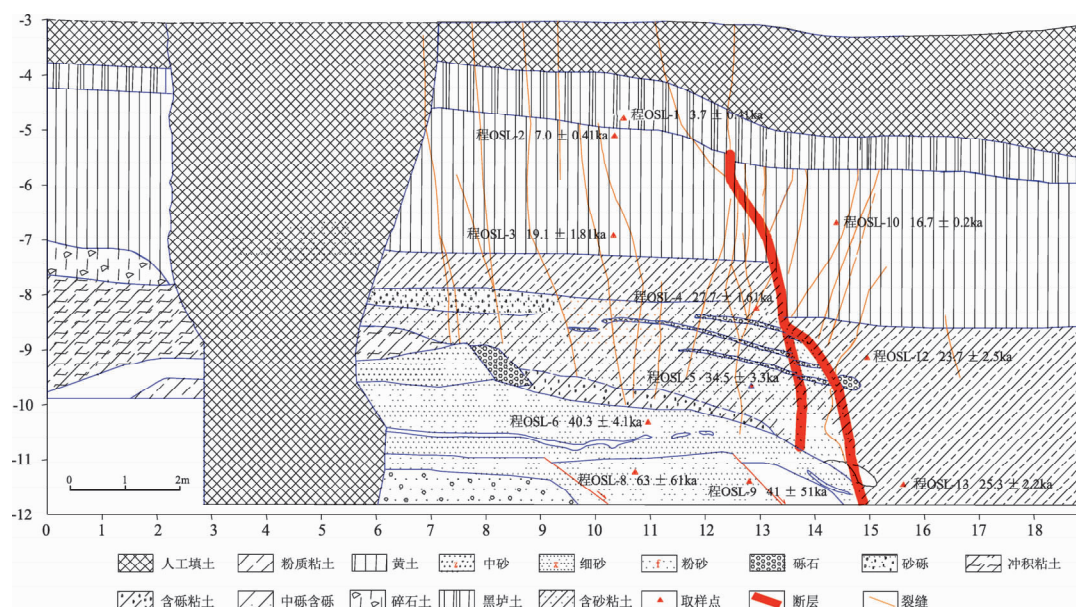 -3
-4
程OSL-1 3.7 ± 0.41ka
-5
程OSL-2 7.0 ± 0.41ka
-6
程OSL-10 16.7 ± 0.2ka
-7
程OSL-3 19.1 ± 1.81ka
-8
程OSL-4 27.7 ± 1.61ka
-9
程OSL-12 23.7 ± 2.5ka
程OSL-5 34.5 ± 3.3ka
-10
程OSL-6 40.3 ± 4.1ka
-11
程OSL-8 63 ± 61ka
程OSL-9 41 ± 51ka
程OSL-13 25.3 ± 2.2ka
0 1 2m
-12
0 1 2 3 4 5 6 7 8 9 10 11 12 13 14 15 16 17 18
人工填土 粉质粘土 黄土 中砂 细砂 粉砂 砾石 砂砾 冲积粘土
含砾粘土 中砾含砾 碎石土 黑垆土 含砂粘土 取样点 断层 裂缝